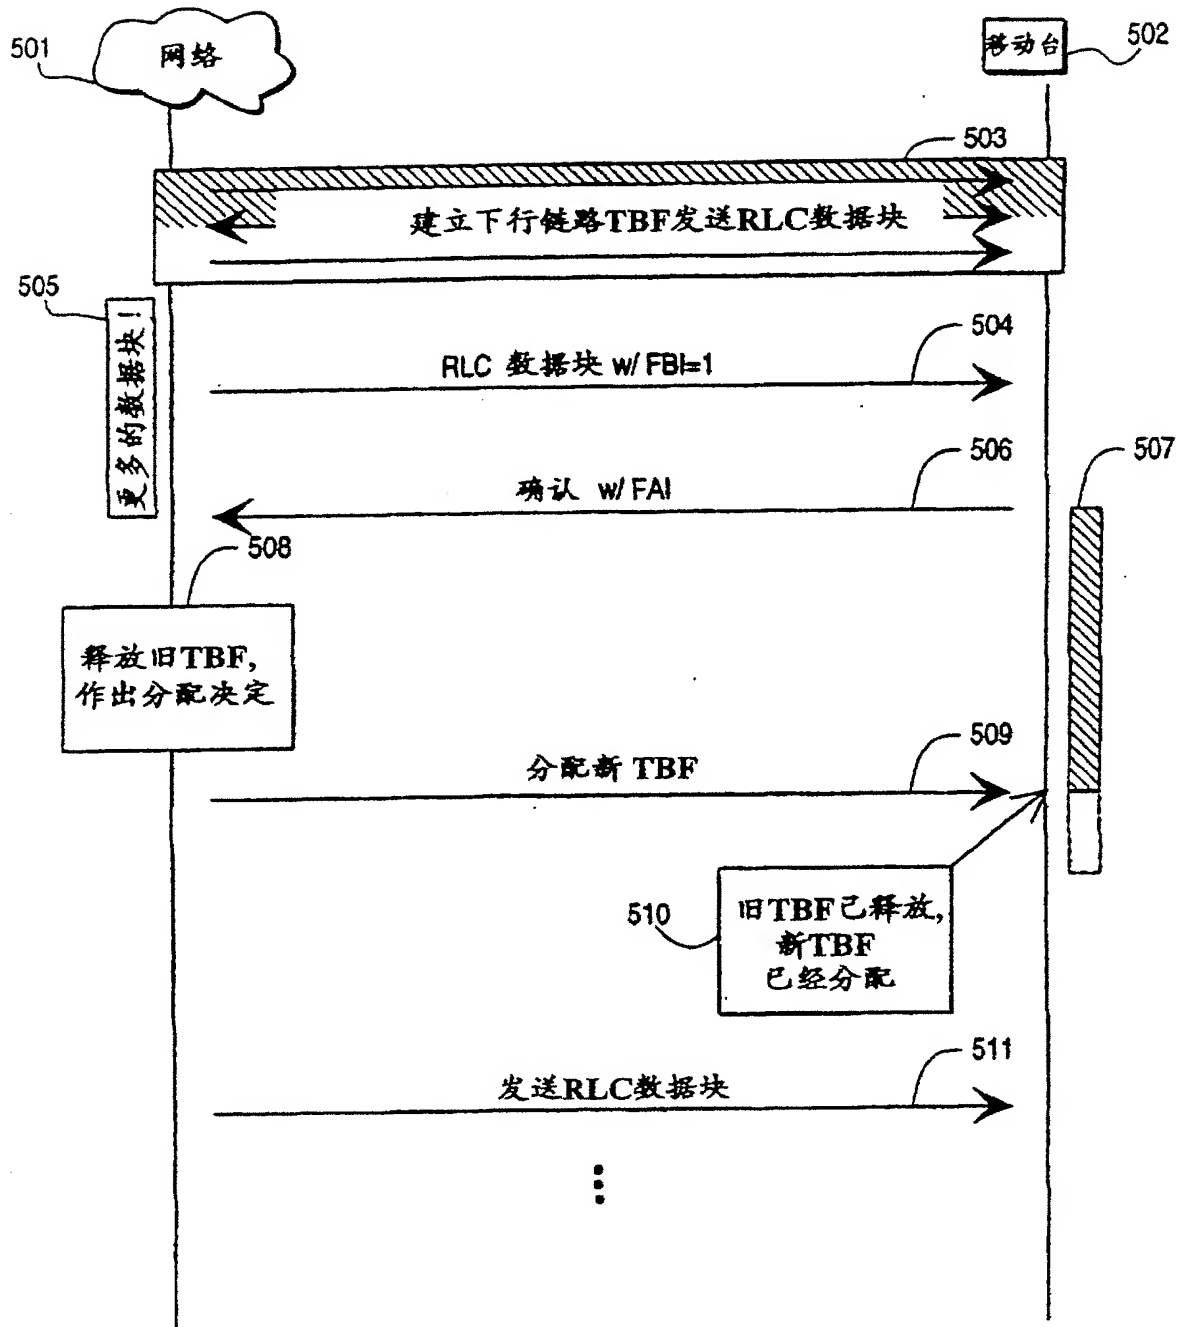 501
网络
移动台
502
503
建立下行链路TBF发送RLC数据块
505
更多的数据块!
504
RLC 数据块 w/ FBI=1
506
507
确认 w/ FAI
508
释放旧TBF,
作出分配决定
509
分配新 TBF
510
旧TBF已释放,
新TBF
已经分配
511
发送RLC数据块